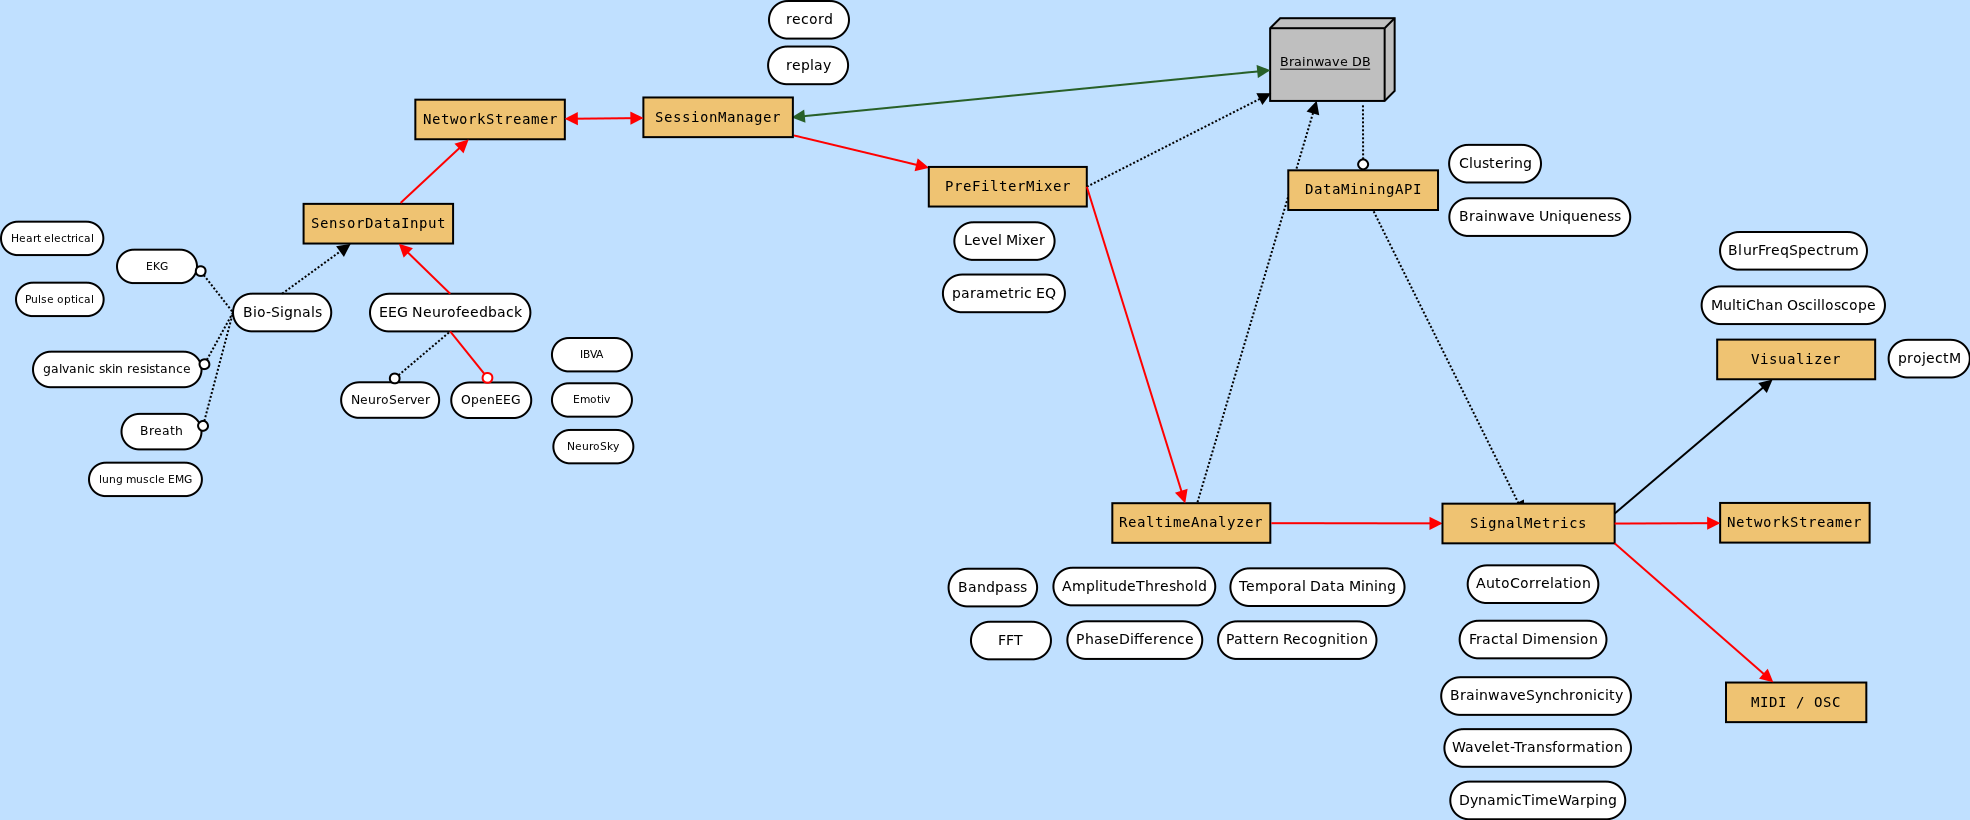 record
replay
Brainwave DB
NetworkStreamer
SessionManager
PreFilterMixer
Level Mixer
parametric EQ
DataMiningAPI
Clustering
Brainwave Uniqueness
SensorDataInput
Heart electrical
EKG
Pulse optical
Bio-Signals
EEG Neurofeedback
galvanic skin resistance
Breath
lung muscle EMG
NeuroServer
OpenEEG
IBVA
Emotiv
NeuroSky
BlurFreqSpectrum
MultiChan Oscilloscope
Visualizer
projectM
RealtimeAnalyzer
SignalMetrics
NetworkStreamer
Bandpass
AmplitudeThreshold
Temporal Data Mining
FFT
PhaseDifference
Pattern Recognition
AutoCorrelation
Fractal Dimension
BrainwaveSynchronicity
Wavelet-Transformation
DynamicTimeWarping
MIDI / OSC